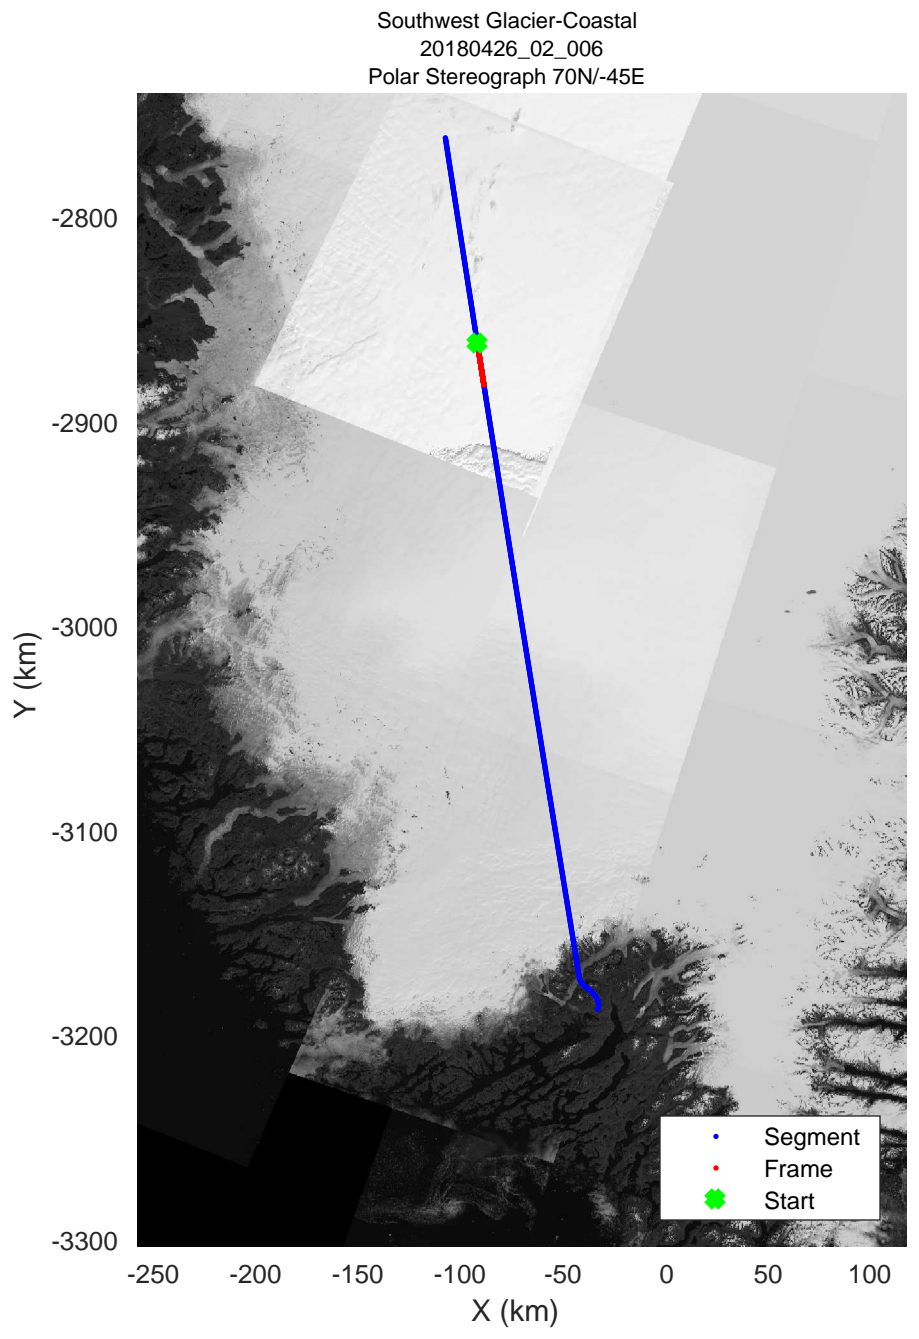 Southwest Glacier-Coastal
20180426_02_006
Polar Stereograph 70N/-45E
-2800
-2900
-3000
-3100
-3200
-3300
Y (km)
-250 -200 -150 -100 -50 0 50 100
X (km)
Segment
Frame
Start